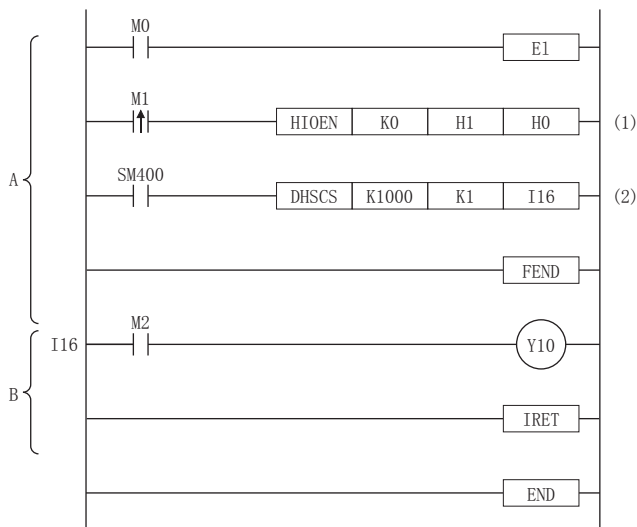 M0
E1
M1
HIOEN K0 H1 H0 (1)
A
SM400
DHSCS K1000 K1 I16 (2)
FEND
M2
I16 Y10
B
IRET
END